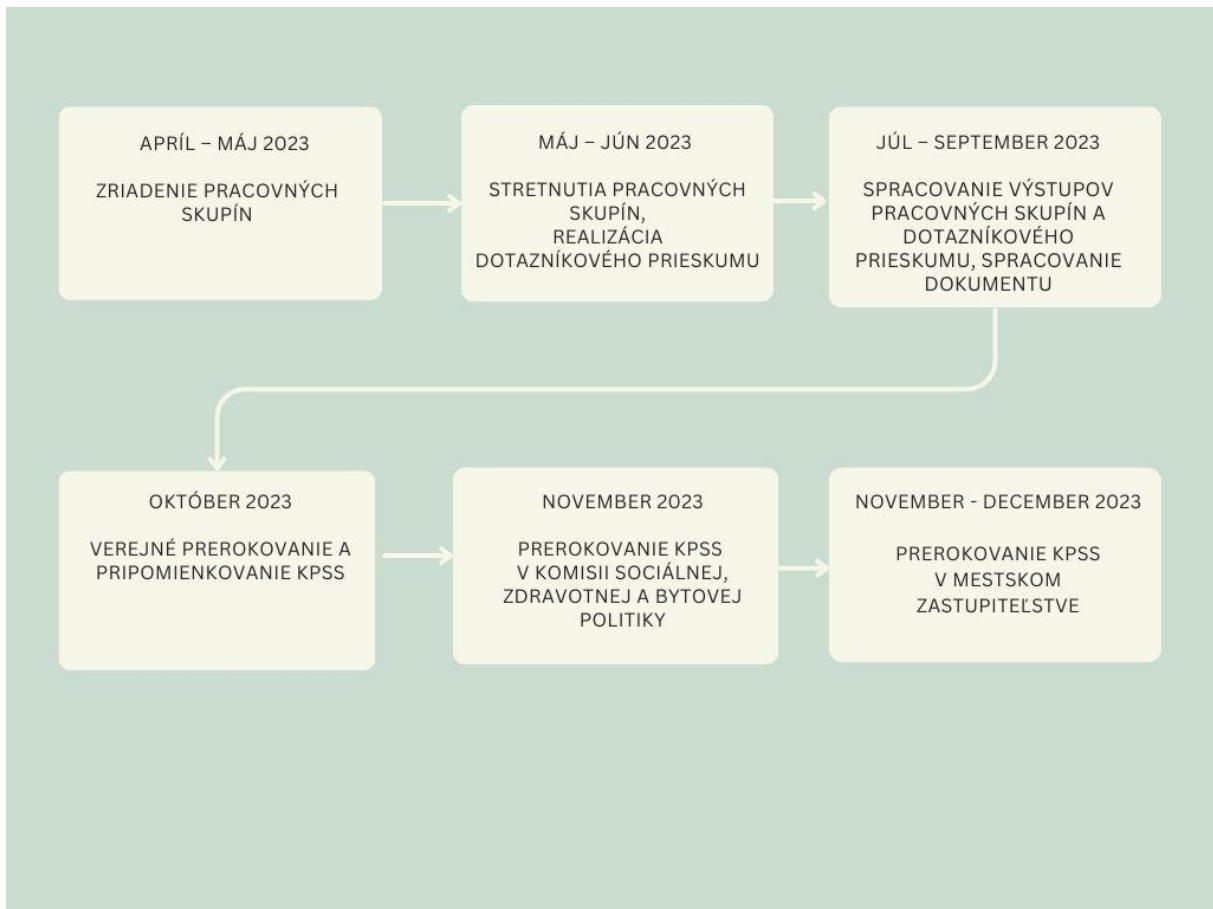 APRÍL – MÁJ 2023
ZRIADENIE PRACOVNÝCH
SKUPÍN
MÁJ – JÚN 2023
STRETNUTIA PRACOVNÝCH
SKUPÍN,
REALIZÁCIA
DOTAZNÍKOVÉHO PRIESKUMU
JÚL – SEPTEMBER 2023
SPRACOVANIE VÝSTUPOV
PRACOVNÝCH SKUPÍN A
DOTAZNÍKOVÉHO
PRIESKUMU, SPRACOVANIE
DOKUMENTU
OKTÓBER 2023
VEREJNÉ PREROKOVANIE A
PRIPOMIENKOVANIE KPSS
NOVEMBER 2023
PREROKOVANIE KPSS
V KOMISII SOCIÁLNEJ,
ZDRAVOTNEJ A BYTOVEJ
POLITIKY
NOVEMBER - DECEMBER 2023
PREROKOVANIE KPSS
V MESTSKOM
ZASTUPITEĽSTVE